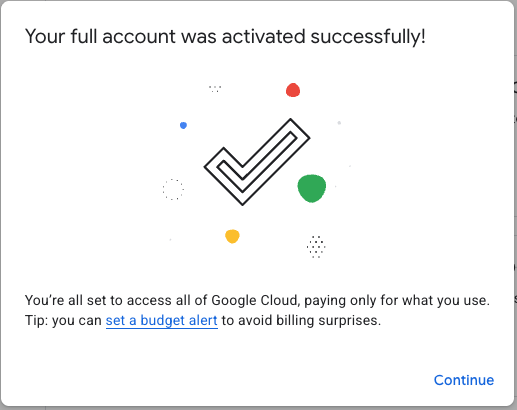 Your full account was activated successfully!
You're all set to access all of Google Cloud, paying only for what you use.
Tip: you can set a budget alert to avoid billing surprises.
Continue